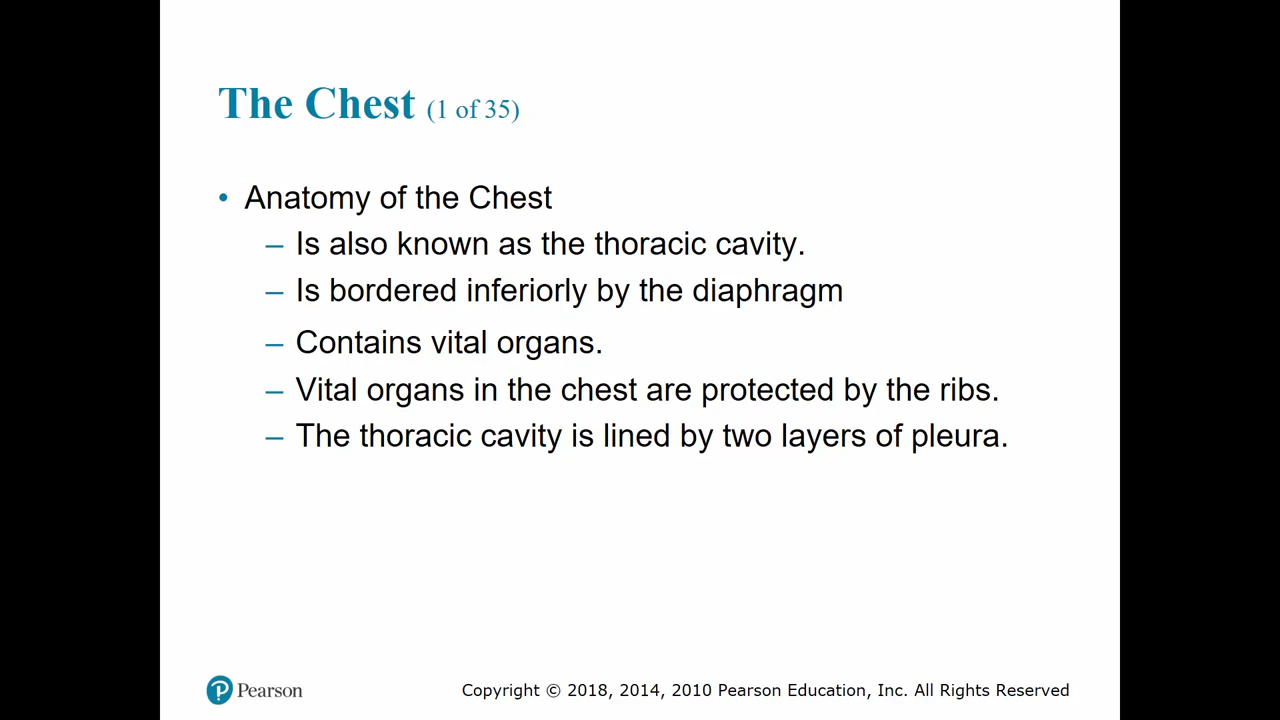 The Chest (1 of 35)
• Anatomy of the Chest
– Is also known as the thoracic cavity.
– Is bordered inferiorly by the diaphragm
– Contains vital organs.
– Vital organs in the chest are protected by the ribs.
– The thoracic cavity is lined by two layers of pleura.
Pearson
Copyright © 2018, 2014, 2010 Pearson Education, Inc. All Rights Reserved